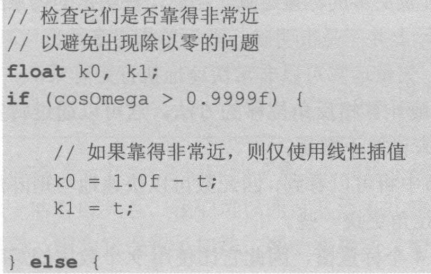 // 检查它们是否靠得非常近
// 以避免出现除以零的问题
float k0, k1;
if (cosOmega > 0.9999f) {
// 如果靠得非常近，则仅使用线性插值
k0 = 1.0f - t;
k1 = t;
} else {